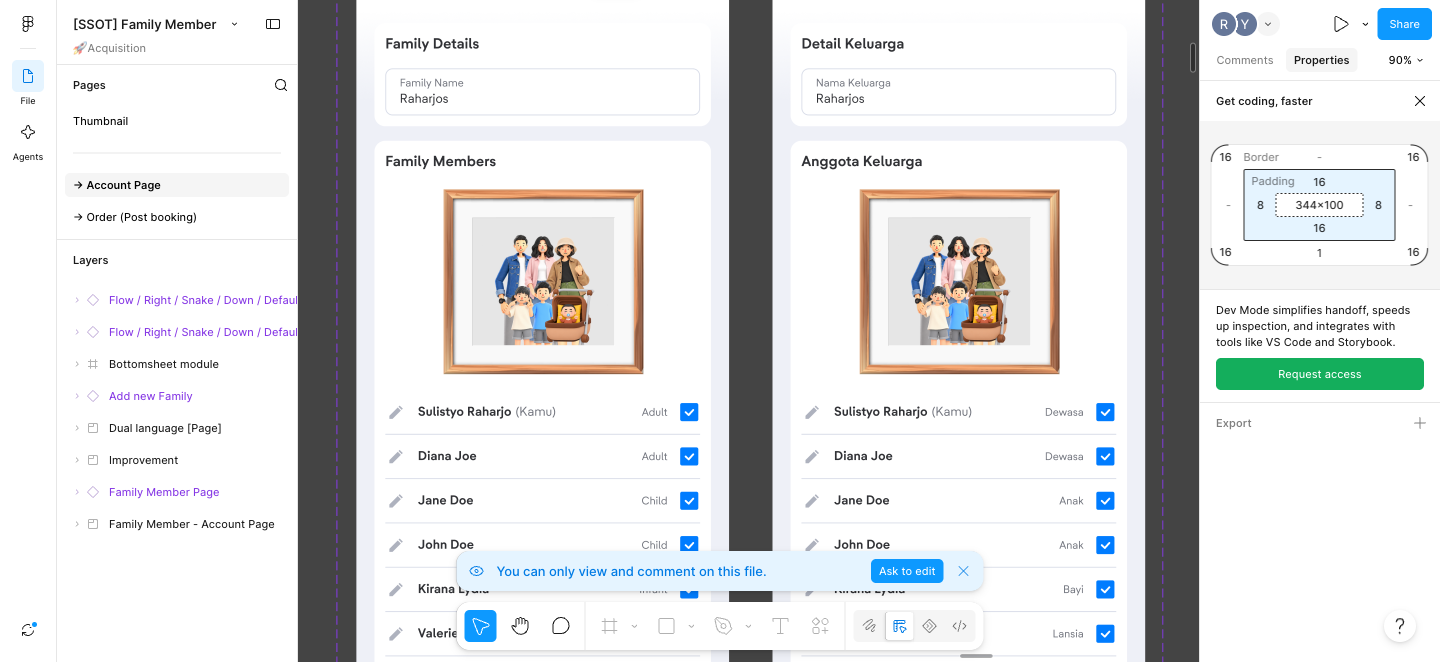 [SSOT] Family Member
🚀Acquisition
File
Agents
Pages
Thumbnail
→ Account Page
→ Order (Post booking)
Layers
Flow / Right / Snake / Down / Defaul
Flow / Right / Snake / Down / Defaul
Bottomsheet module
Add new Family
Dual language [Page]
Improvement
Family Member Page
Family Member - Account Page
Family Details
Family Name
Raharjos
Family Members
Sulistyo Raharjo (Kamu) Adult
Diana Joe Adult
Jane Doe Child
John Doe Child
Kirana Lydia Infant
Valerie
Detail Keluarga
Nama Keluarga
Raharjos
Anggota Keluarga
Sulistyo Raharjo (Kamu) Dewasa
Diana Joe Dewasa
Jane Doe Anak
John Doe Anak
Kirana Lydia Bayi
Lansia
You can only view and comment on this file.
Ask to edit
R Y
Share
Comments Properties 90%
Get coding, faster
16 Border - 16
Padding 16
- 8 344×100 8 -
16
16 1 16
Dev Mode simplifies handoff, speeds
up inspection, and integrates with
tools like VS Code and Storybook.
Request access
Export
?